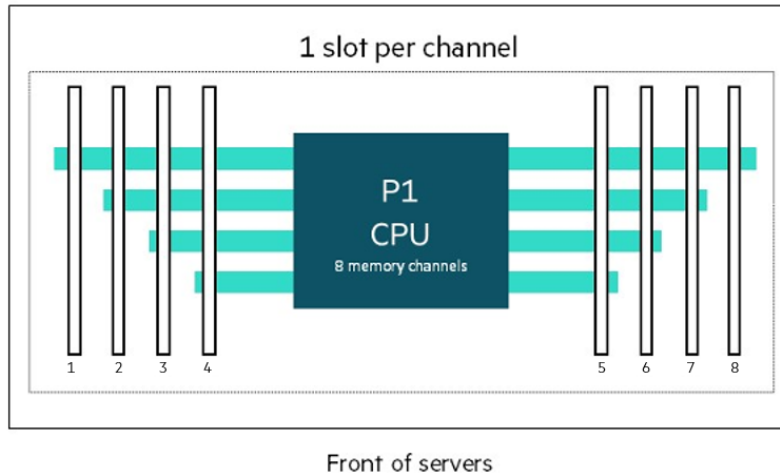 1 slot per channel
P1
CPU
8 memory channels
1 2 3 4 5 6 7 8
Front of servers